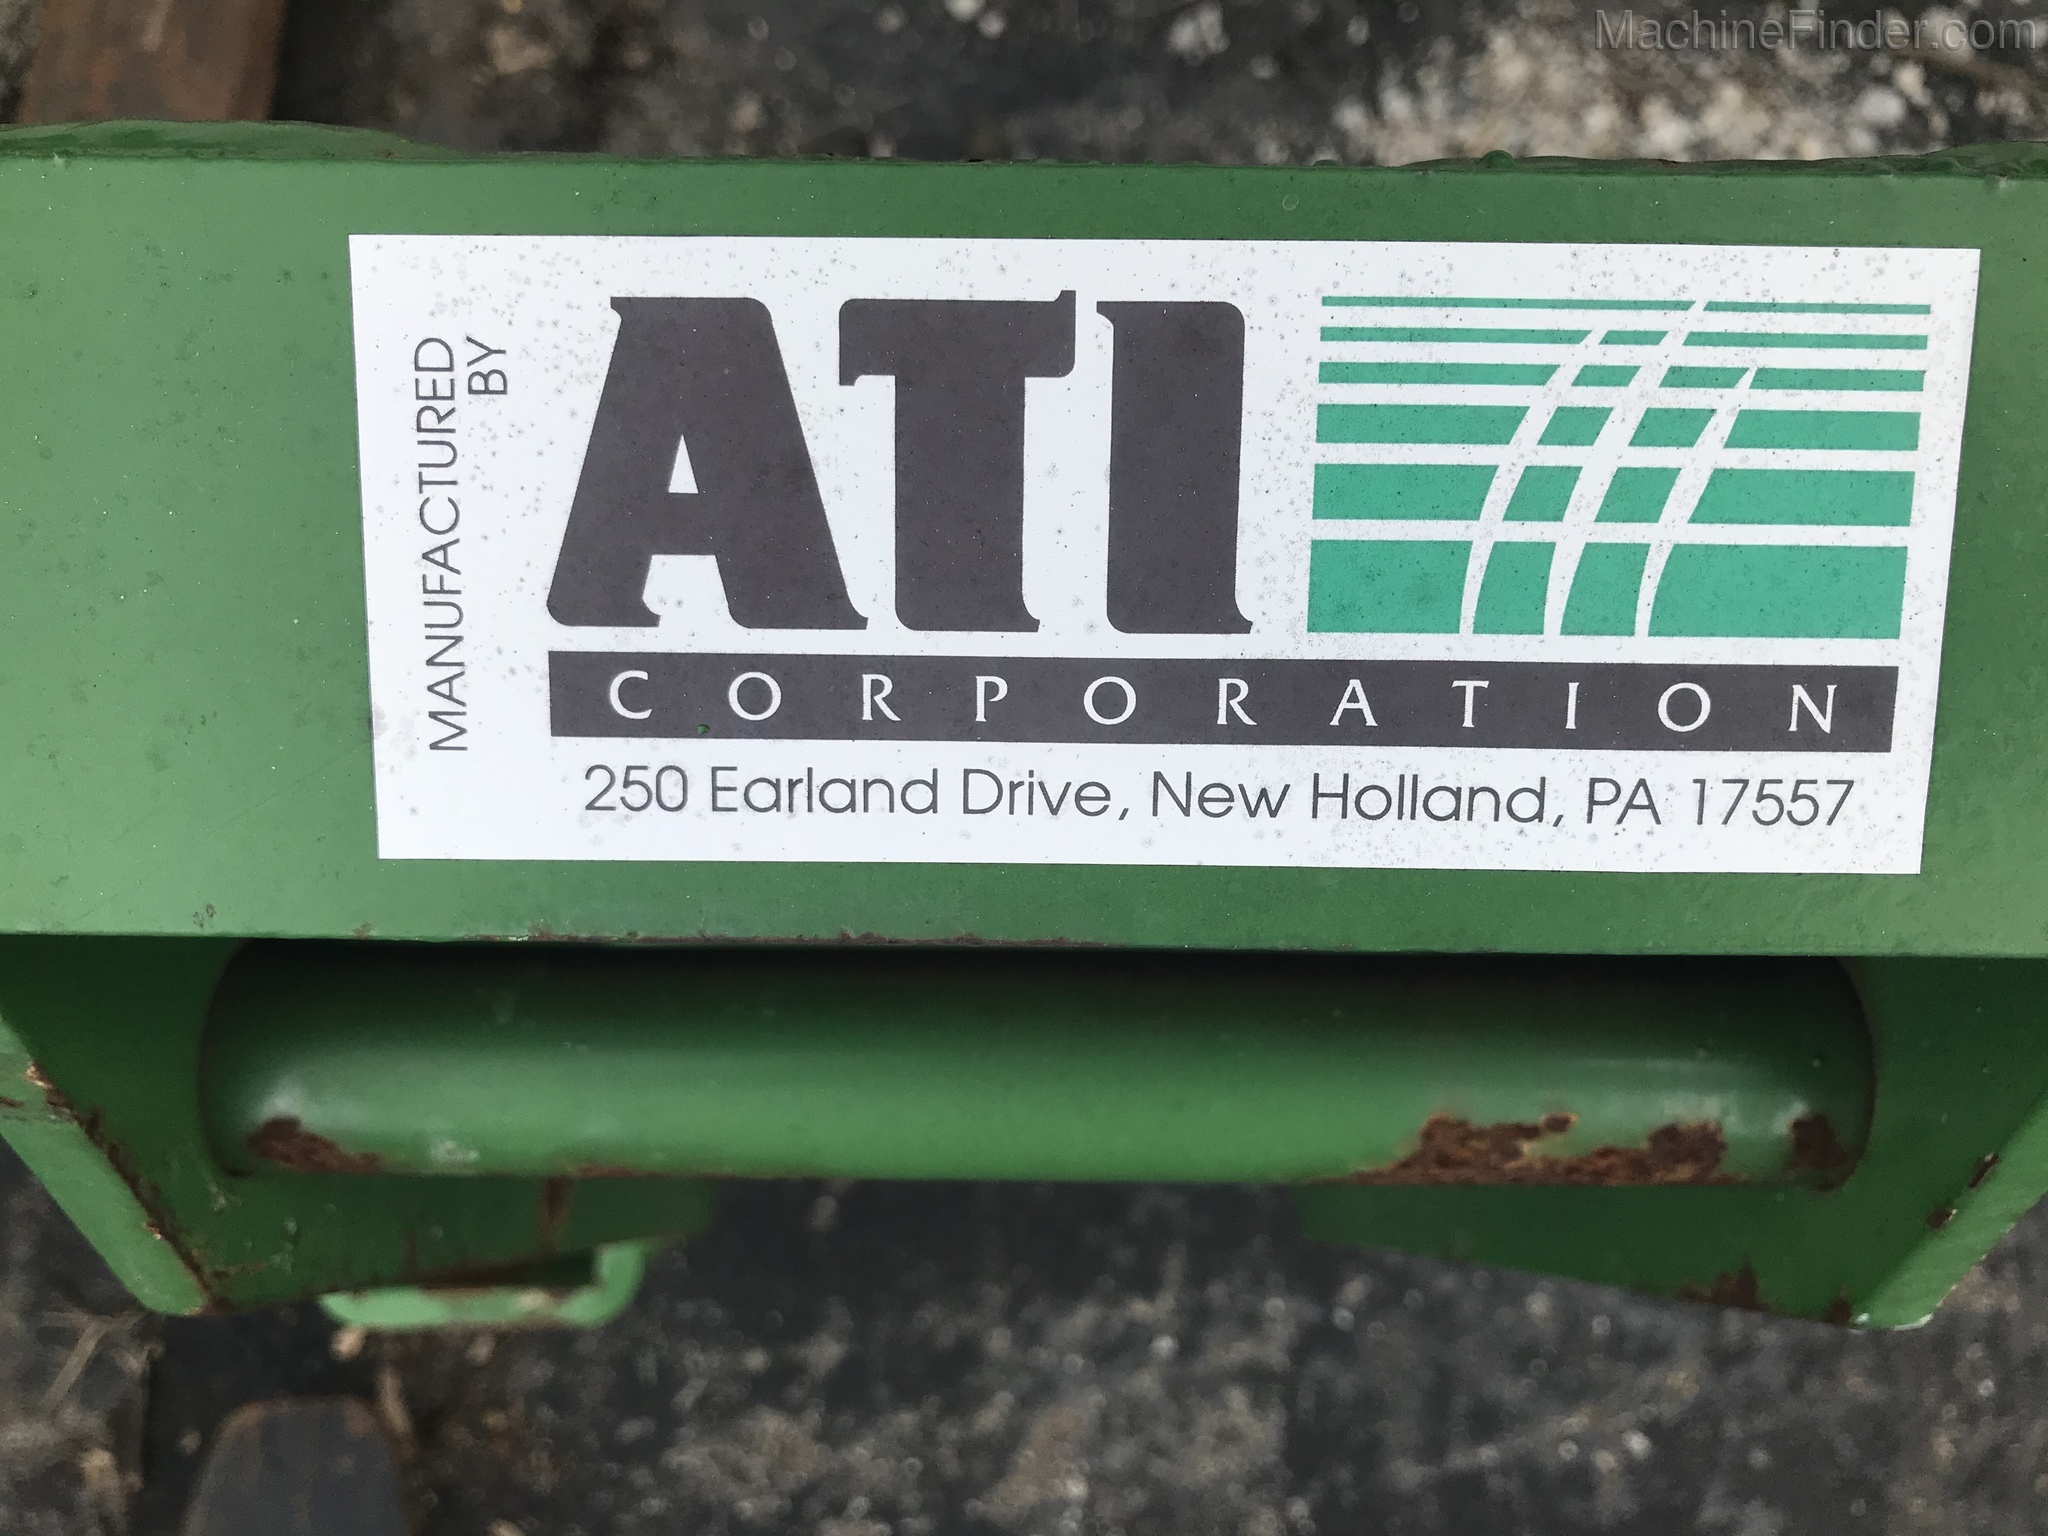 MachineFinder.com
MANUFACTURED
BY
ATI
CORPORATION
250 Earland Drive, New Holland, PA 17557